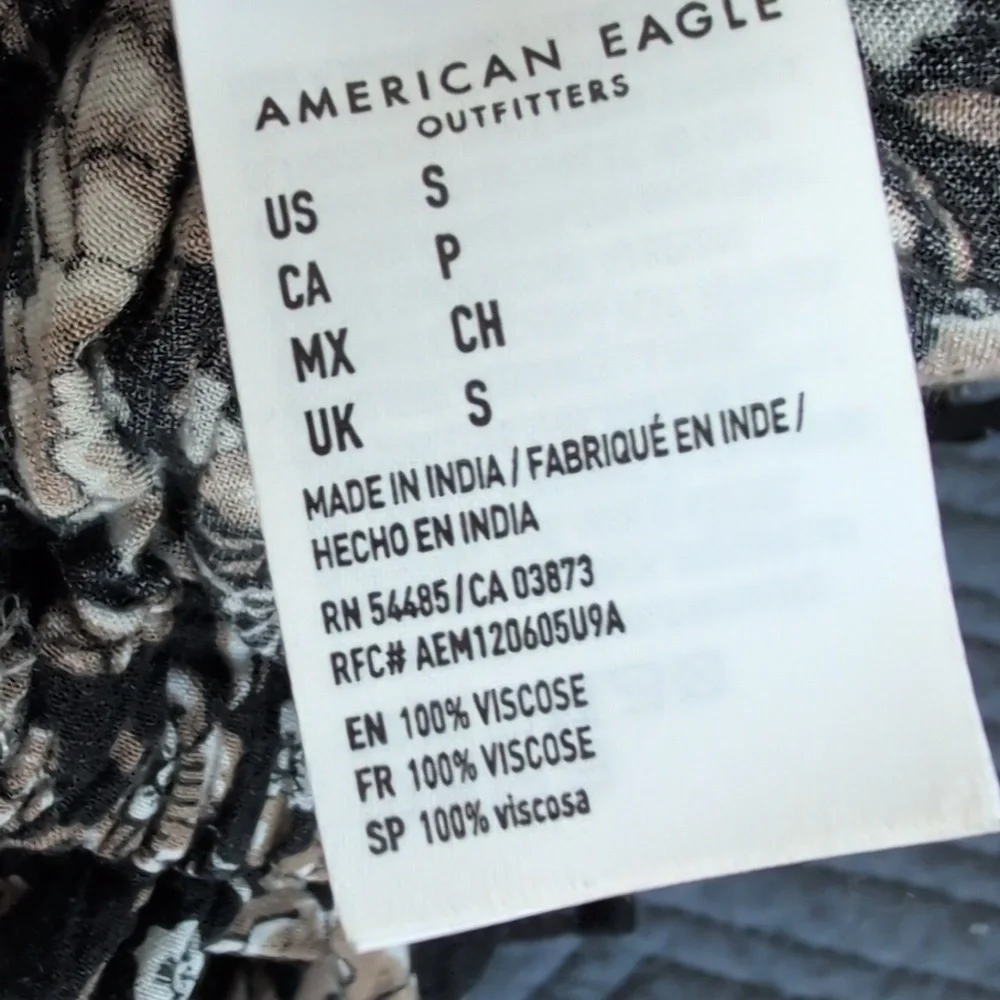 AMERICAN EAGLE
OUTFITTERS
US S
CA P
MX CH
UK S
MADE IN INDIA / FABRIQUÉ EN INDE /
HECHO EN INDIA
RN 54485 / CA 03873
RFC# AEM120605U9A
EN 100% VISCOSE
FR 100% VISCOSE
SP 100% viscosa